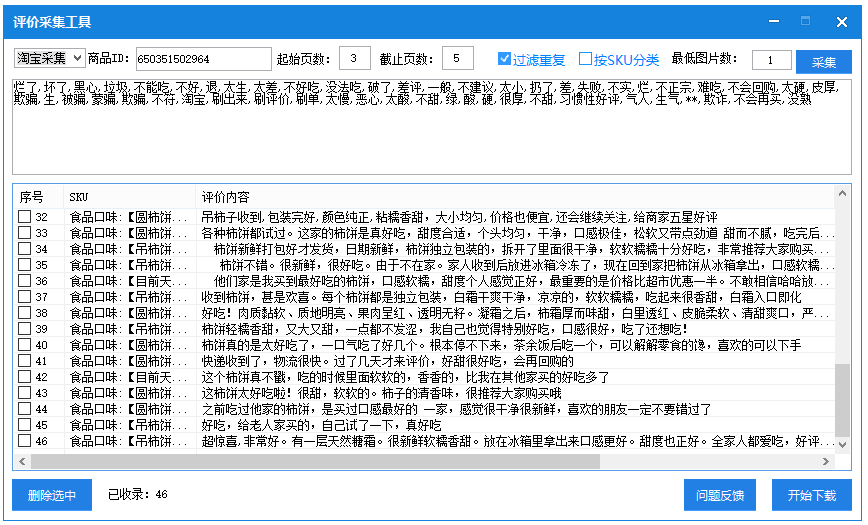 评价采集工具
淘宝采集 商品ID: 650351502964 起始页数: 3 截止页数: 5 过滤重复 按SKU分类 最低图片数: 1 采集
烂了,坏了,黑心,垃圾,不能吃,不好,退,太生,太差,不好吃,没法吃,破了,差评,一般,不建议,太小,扔了,差,失败,不实,烂,不正宗,难吃,不会回购,太硬,皮厚,
欺骗,生,被骗,蒙骗,欺骗,不符,淘宝,刷出来,刷评价,刷单,太慢,恶心,太酸,不甜,绿,酸,硬,很厚,不甜,习惯性好评,气人,生气,**,欺诈,不会再买,没熟
序号 SKU 评价内容
32 食品口味:【圆柿饼... 吊柿子收到,包装完好,颜色纯正,粘糯香甜，大小均匀,价格也便宜,还会继续关注,给商家五星好评
33 食品口味:【圆柿饼... 各种柿饼都试过。这家的柿饼是真好吃，甜度合适，个头均匀，干净，口感极佳，松软又带点劲道 甜而不腻，吃完后...
34 食品口味:【吊柿饼... 柿饼新鲜打包好才发货，日期新鲜，柿饼独立包装的，拆开了里面很干净，软软糯糯十分好吃，非常推荐大家购买...
35 食品口味:【吊柿饼... 柿饼不错。很新鲜，很好吃。由于不在家。家人收到后放进冰箱冷冻了，现在回到家把柿饼从冰箱拿出，口感软糯...
36 食品口味:【目前天... 他们家是我买到最好吃的柿饼，口感软糯，甜度个人感觉正好，最重要的是价格比超市优惠一半。不敢相信哈哈放...
37 食品口味:【吊柿饼... 收到柿饼，甚是欢喜。每个柿饼都是独立包装，白霜干爽干净，凉凉的，软软糯糯，吃起来很香甜，白霜入口即化
38 食品口味:【圆柿饼... 好吃！肉质黏软、质地明亮、果肉呈红、透明无籽。凝霜之后，柿霜厚而味甜，白里透红、皮脆柔软、清甜爽口，严...
39 食品口味:【吊柿饼... 柿饼轻糯香甜，又大又甜，一点都不发涩，我自己也觉得特别好吃，口感很好，吃了还想吃！
40 食品口味:【圆柿饼... 柿饼真的是太好吃了，一口气吃了好几个。根本停不下来，茶余饭后吃一个，可以解解零食的馋，喜欢的可以下手
41 食品口味:【圆柿饼... 快递收到了，物流很快。过了几天才来评价，好甜很好吃，会再回购的
42 食品口味:【目前天... 这个柿饼真不戳，吃的时候里面软软的，香香的，比我在其他家买的好吃多了
43 食品口味:【圆柿饼... 这柿饼太好吃啦！很甜，软软的。柿子的清香味，很推荐大家购买哦
44 食品口味:【圆柿饼... 之前吃过他家的柿饼，是买过口感最好的 一家，感觉很干净很新鲜，喜欢的朋友一定不要错过了
45 食品口味:【吊柿饼... 好吃，给老人家买的，自己试了一下，真好吃
46 食品口味:【吊柿饼... 超惊喜,非常好。有一层天然糖霜。很新鲜软糯香甜。放在冰箱里拿出来口感更好。甜度也正好。全家人都爱吃，好评...
删除选中 已收录: 46 问题反馈 开始下载